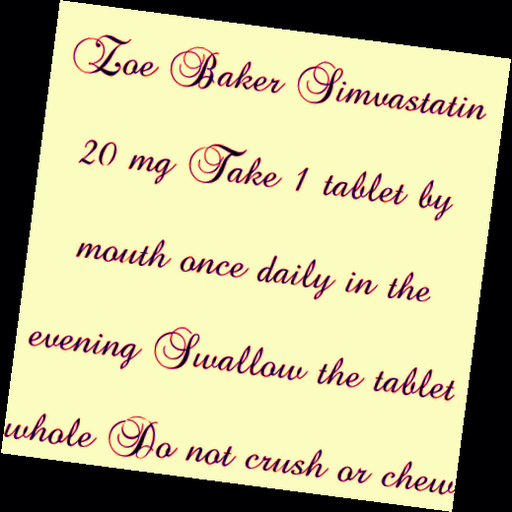 Zoe Baker Simvastatin
20 mg Take 1 tablet by
mouth once daily in the
evening Swallow the tablet
whole Do not crush or chew